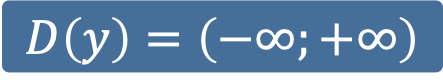 D(y) = (−∞; +∞)